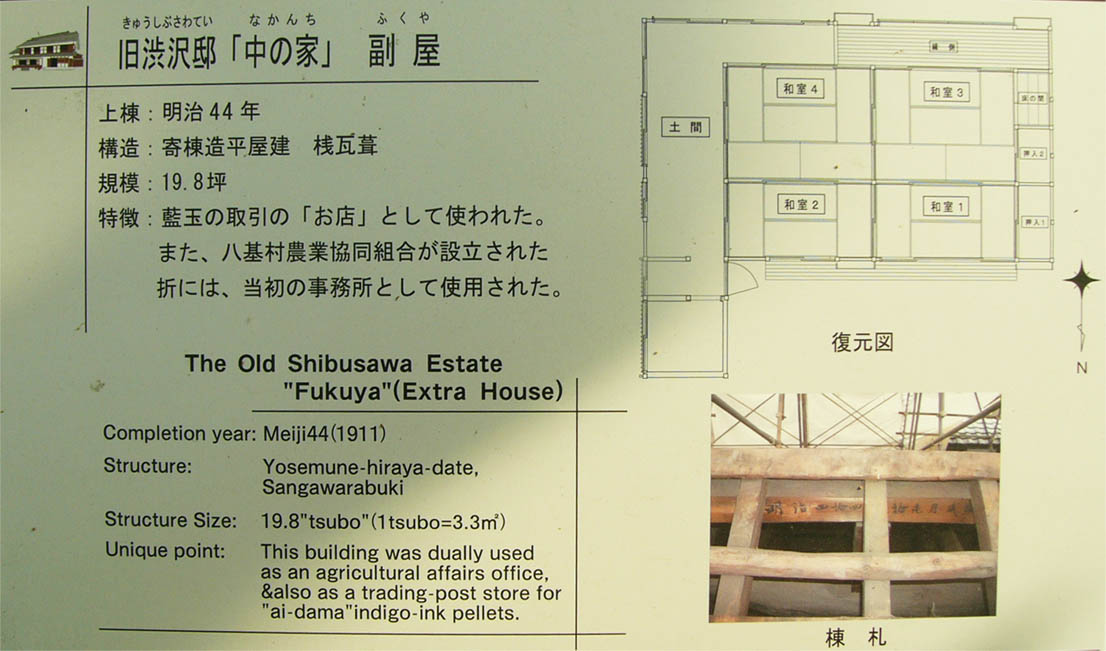 きゅうしぶさわてい なかんち ふくや
旧渋沢邸「中の家」 副屋
上棟：明治44年
構造：寄棟造平屋建 桟瓦葺
規模：19.8坪
特徴：藍玉の取引の「お店」として使われた。
また、八基村農業協同組合が設立された
折には、当初の事務所として使用された。
The Old Shibusawa Estate
"Fukuya"(Extra House)
Completion year: Meiji44(1911)
Structure: Yosemune-hiraya-date,
Sangawarabuki
Structure Size: 19.8"tsubo"(1tsubo=3.3㎡)
Unique point: This building was dually used
as an agricultural affairs office,
&also as a trading-post store for
"ai-dama"indigo-ink pellets.
縁側
和室4
和室3
床の間
土間
押入2
和室2
和室1
押入1
復元図
N
明治四拾四
棟札